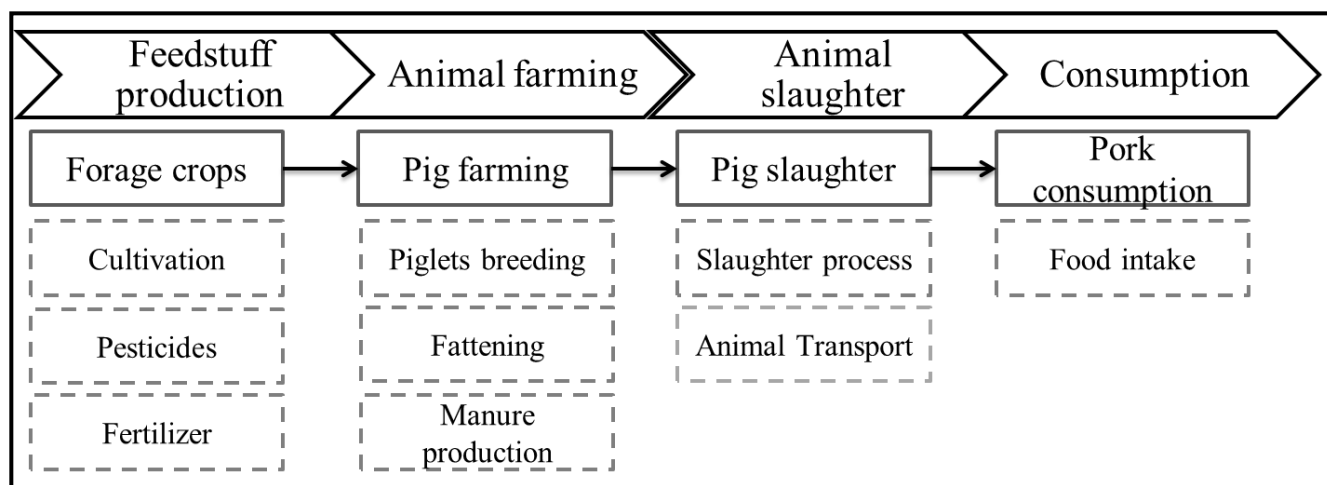 Feedstuff
production
Animal farming
Animal
slaughter
Consumption
Forage crops
Pig farming
Pig slaughter
Pork
consumption
Cultivation
Piglets breeding
Slaughter process
Food intake
Pesticides
Fattening
Animal Transport
Fertilizer
Manure
production